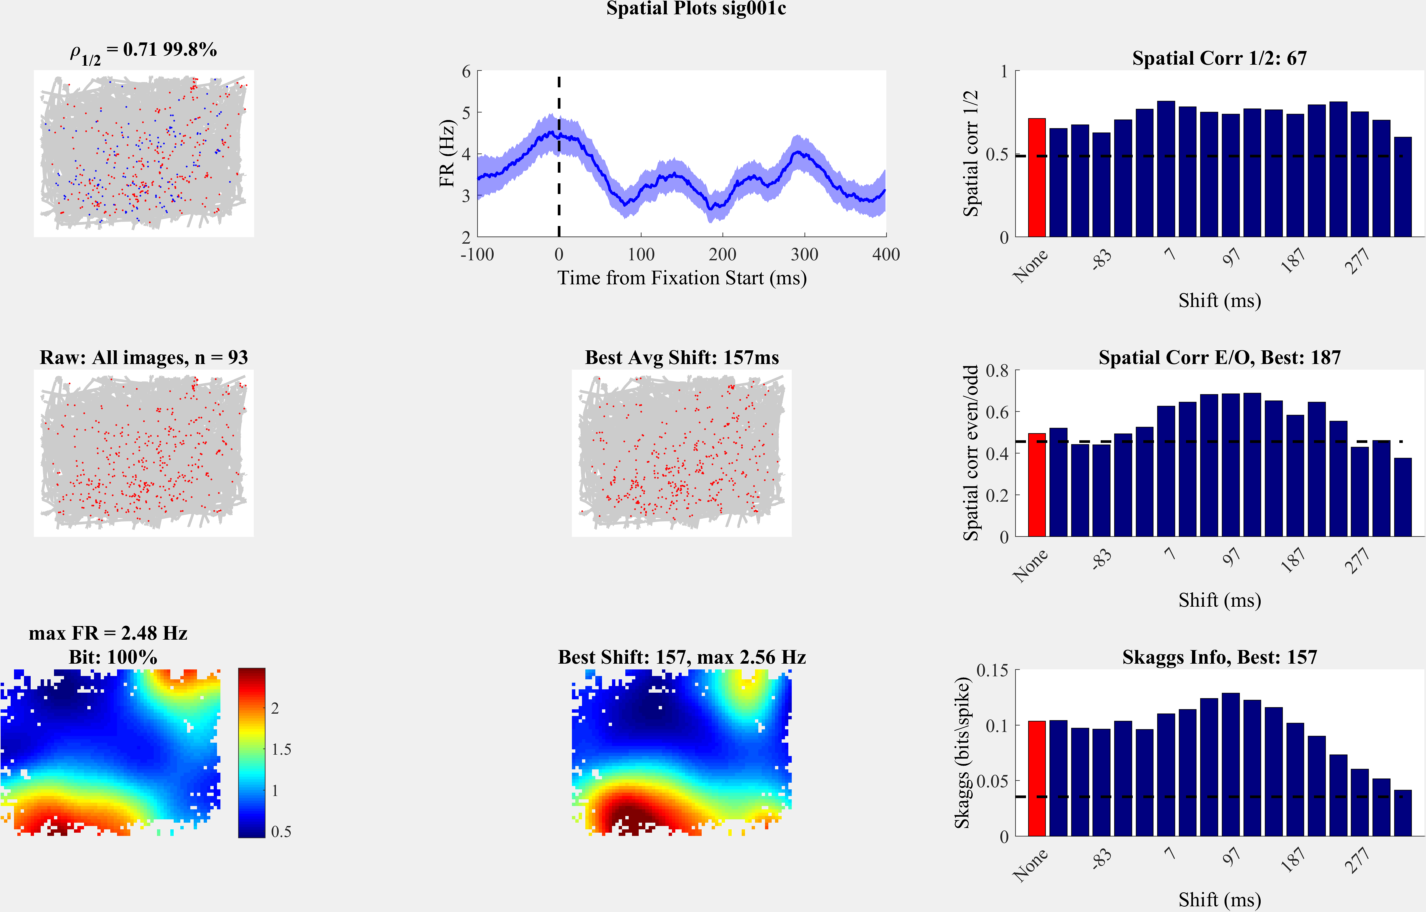 Spatial Plots sig001c
ρ1/2 = 0.71 99.8%
FR (Hz)
6
5
4
3
2
-100
0
100
200
300
400
Time from Fixation Start (ms)
Spatial Corr 1/2: 67
Spatial corr 1/2
1
0.5
0
None
-83
7
97
187
277
Shift (ms)
Raw: All images, n = 93
Best Avg Shift: 157ms
Spatial Corr E/O, Best: 187
Spatial corr even/odd
0.8
0.6
0.4
0.2
0
None
-83
7
97
187
277
Shift (ms)
max FR = 2.48 Hz
Bit: 100%
2
1.5
1
0.5
Best Shift: 157, max 2.56 Hz
Skaggs Info, Best: 157
Skaggs (bits\spike)
0.15
0.1
0.05
0
None
-83
7
97
187
277
Shift (ms)